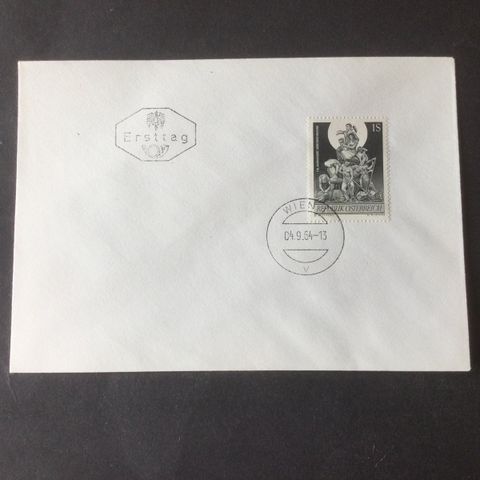 Ersttag
1S
REPUBLIK ÖSTERREICH
WIEN
04.9.64-13
V